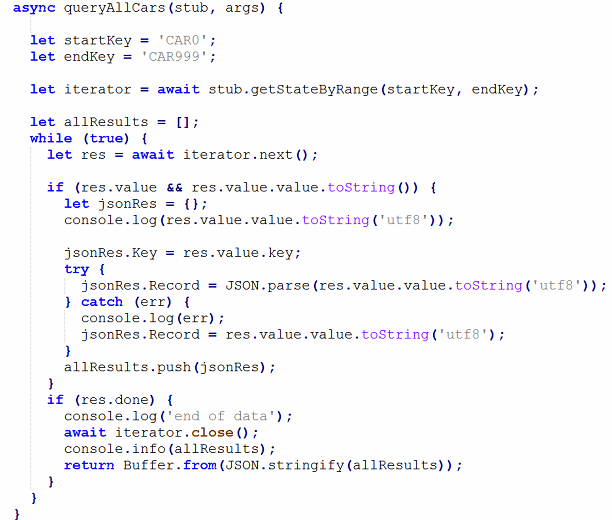 async queryAllCars(stub, args) {
let startKey = 'CAR0';
let endKey = 'CAR999';
let iterator = await stub.getStateByRange(startKey, endKey);
let allResults = [];
while (true) {
let res = await iterator.next();
if (res.value && res.value.value.toString()) {
let jsonRes = {};
console.log(res.value.value.toString('utf8'));
jsonRes.Key = res.value.key;
try {
jsonRes.Record = JSON.parse(res.value.value.toString('utf8'));
} catch (err) {
console.log(err);
jsonRes.Record = res.value.value.toString('utf8');
}
allResults.push(jsonRes);
}
if (res.done) {
console.log('end of data');
await iterator.close();
console.info(allResults);
return Buffer.from(JSON.stringify(allResults));
}
}
}